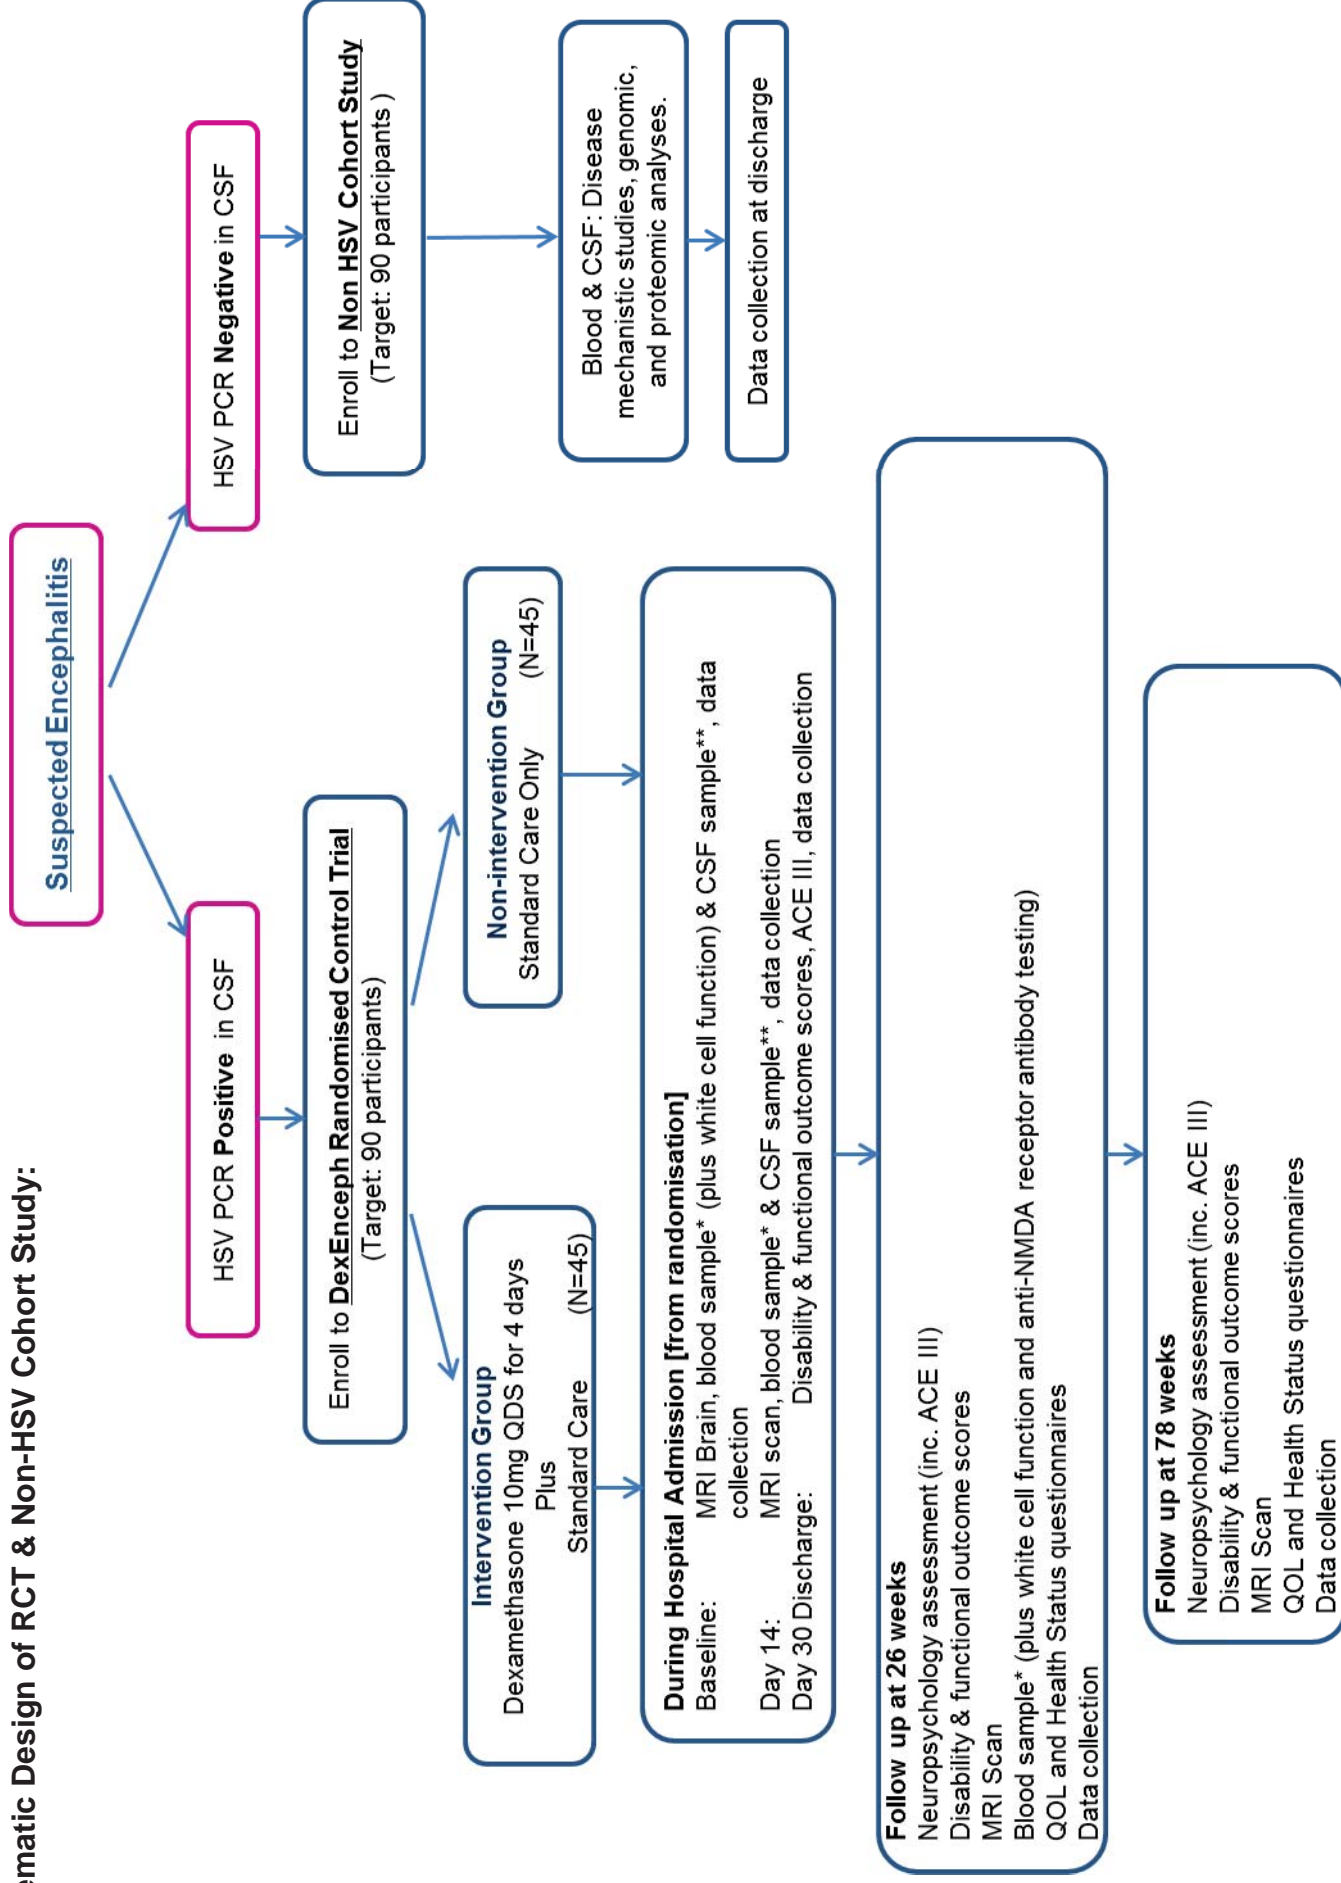 ematic Design of RCT & Non-HSV Cohort Study:
Suspected Encephalitis
HSV PCR Positive in CSF
HSV PCR Negative in CSF
Enroll to DexEnceph Randomised Control Trial
(Target: 90 participants)
Enroll to Non HSV Cohort Study
(Target: 90 participants )
Intervention Group
Dexamethasone 10mg QDS for 4 days
Plus
Standard Care (N=45)
Non-intervention Group
Standard Care Only (N=45)
Blood & CSF: Disease
mechanistic studies, genomic,
and proteomic analyses.
Data collection at discharge
During Hospital Admission [from randomisation]
Baseline: MRI Brain, blood sample* (plus white cell function) & CSF sample**, data
collection
Day 14: MRI scan, blood sample* & CSF sample**, data collection
Day 30 Discharge: Disability & functional outcome scores, ACE III, data collection
Follow up at 26 weeks
Neuropsychology assessment (inc. ACE III)
Disability & functional outcome scores
MRI Scan
Blood sample* (plus white cell function and anti-NMDA receptor antibody testing)
QOL and Health Status questionnaires
Data collection
Follow up at 78 weeks
Neuropsychology assessment (inc. ACE III)
Disability & functional outcome scores
MRI Scan
QOL and Health Status questionnaires
Data collection